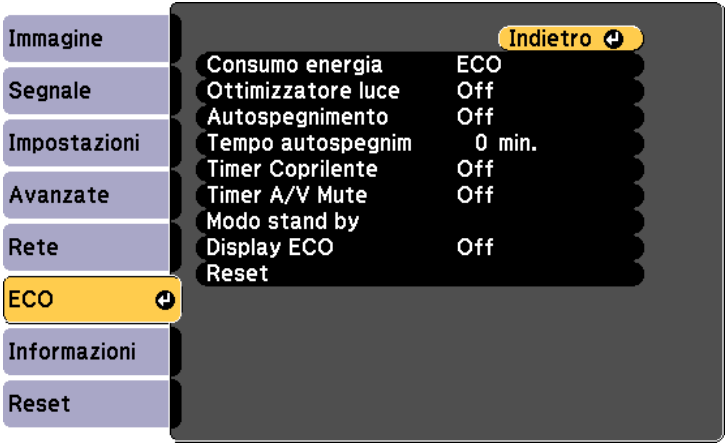 Immagine
Segnale
Impostazioni
Avanzate
Rete
ECO
Informazioni
Reset
Indietro
Consumo energia ECO
Ottimizzatore luce Off
Autospegnimento Off
Tempo autospegnim 0 min.
Timer Coprilente Off
Timer A/V Mute Off
Modo stand by
Display ECO Off
Reset